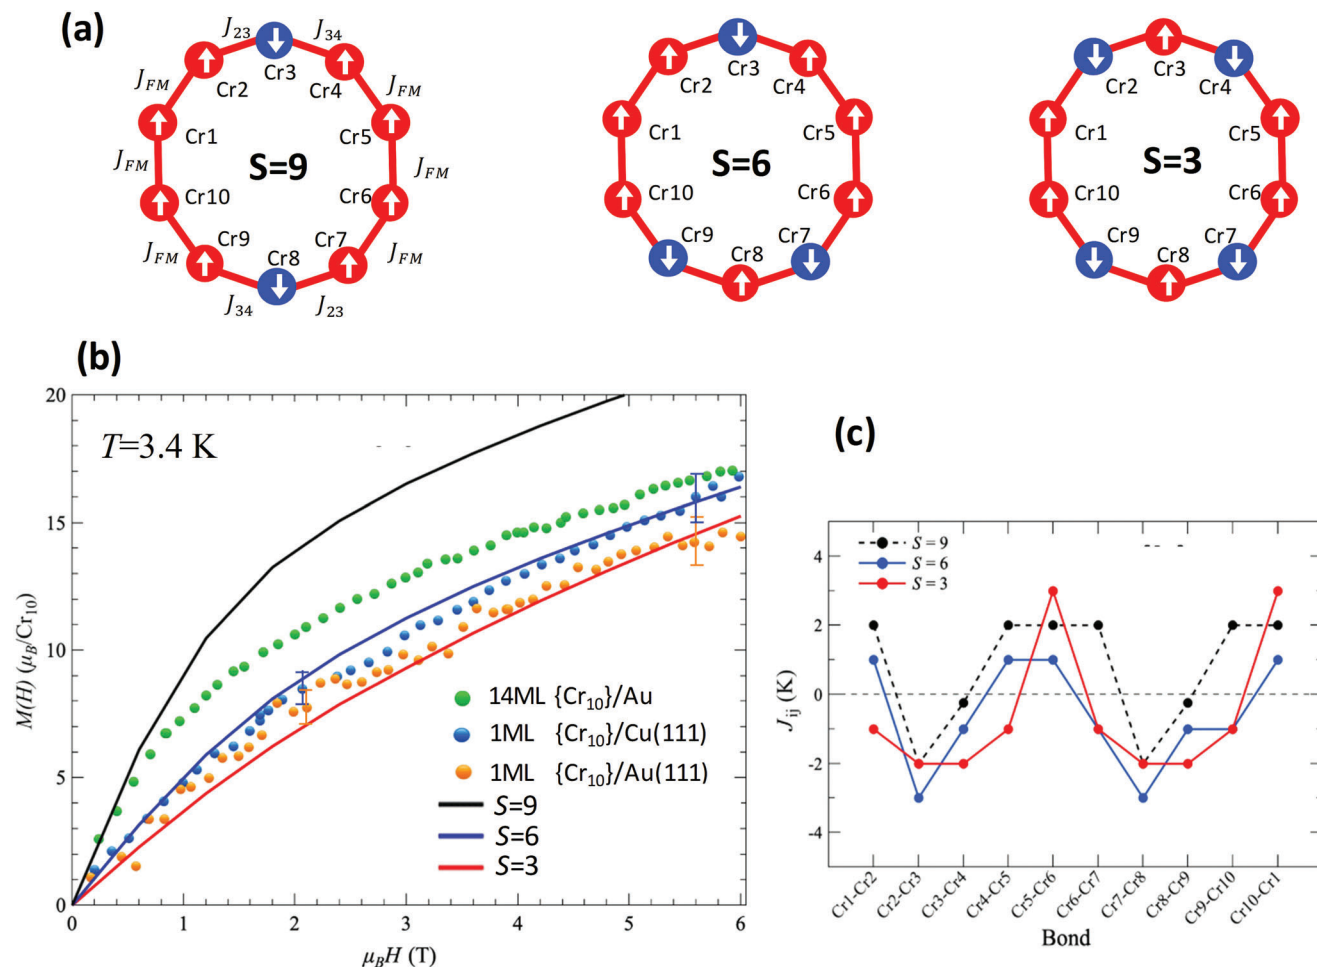 (a)
J23 J34
Cr3
Cr2 Cr4
JFM JFM
Cr1 Cr5
JFM S=9 JFM
Cr10 Cr6
Cr9 Cr7
JFM Cr8 JFM
J34 J23
Cr3
Cr2 Cr4
Cr1 Cr5
S=6
Cr10 Cr6
Cr9 Cr7
Cr8
Cr3
Cr2 Cr4
Cr1 Cr5
S=3
Cr10 Cr6
Cr9 Cr7
Cr8
(b)
20
15
10
5
0
M(H) (μB/Cr10)
T=3.4 K
14ML {Cr10}/Au
1ML {Cr10}/Cu(111)
1ML {Cr10}/Au(111)
S=9
S=6
S=3
0 1 2 3 4 5 6
μBH (T)
(c)
4
2
0
-2
-4
Jij (K)
S = 9
S = 6
S = 3
Cr1-Cr2
Cr2-Cr3
Cr3-Cr4
Cr4-Cr5
Cr5-Cr6
Cr6-Cr7
Cr7-Cr8
Cr8-Cr9
Cr9-Cr10
Cr10-Cr1
Bond